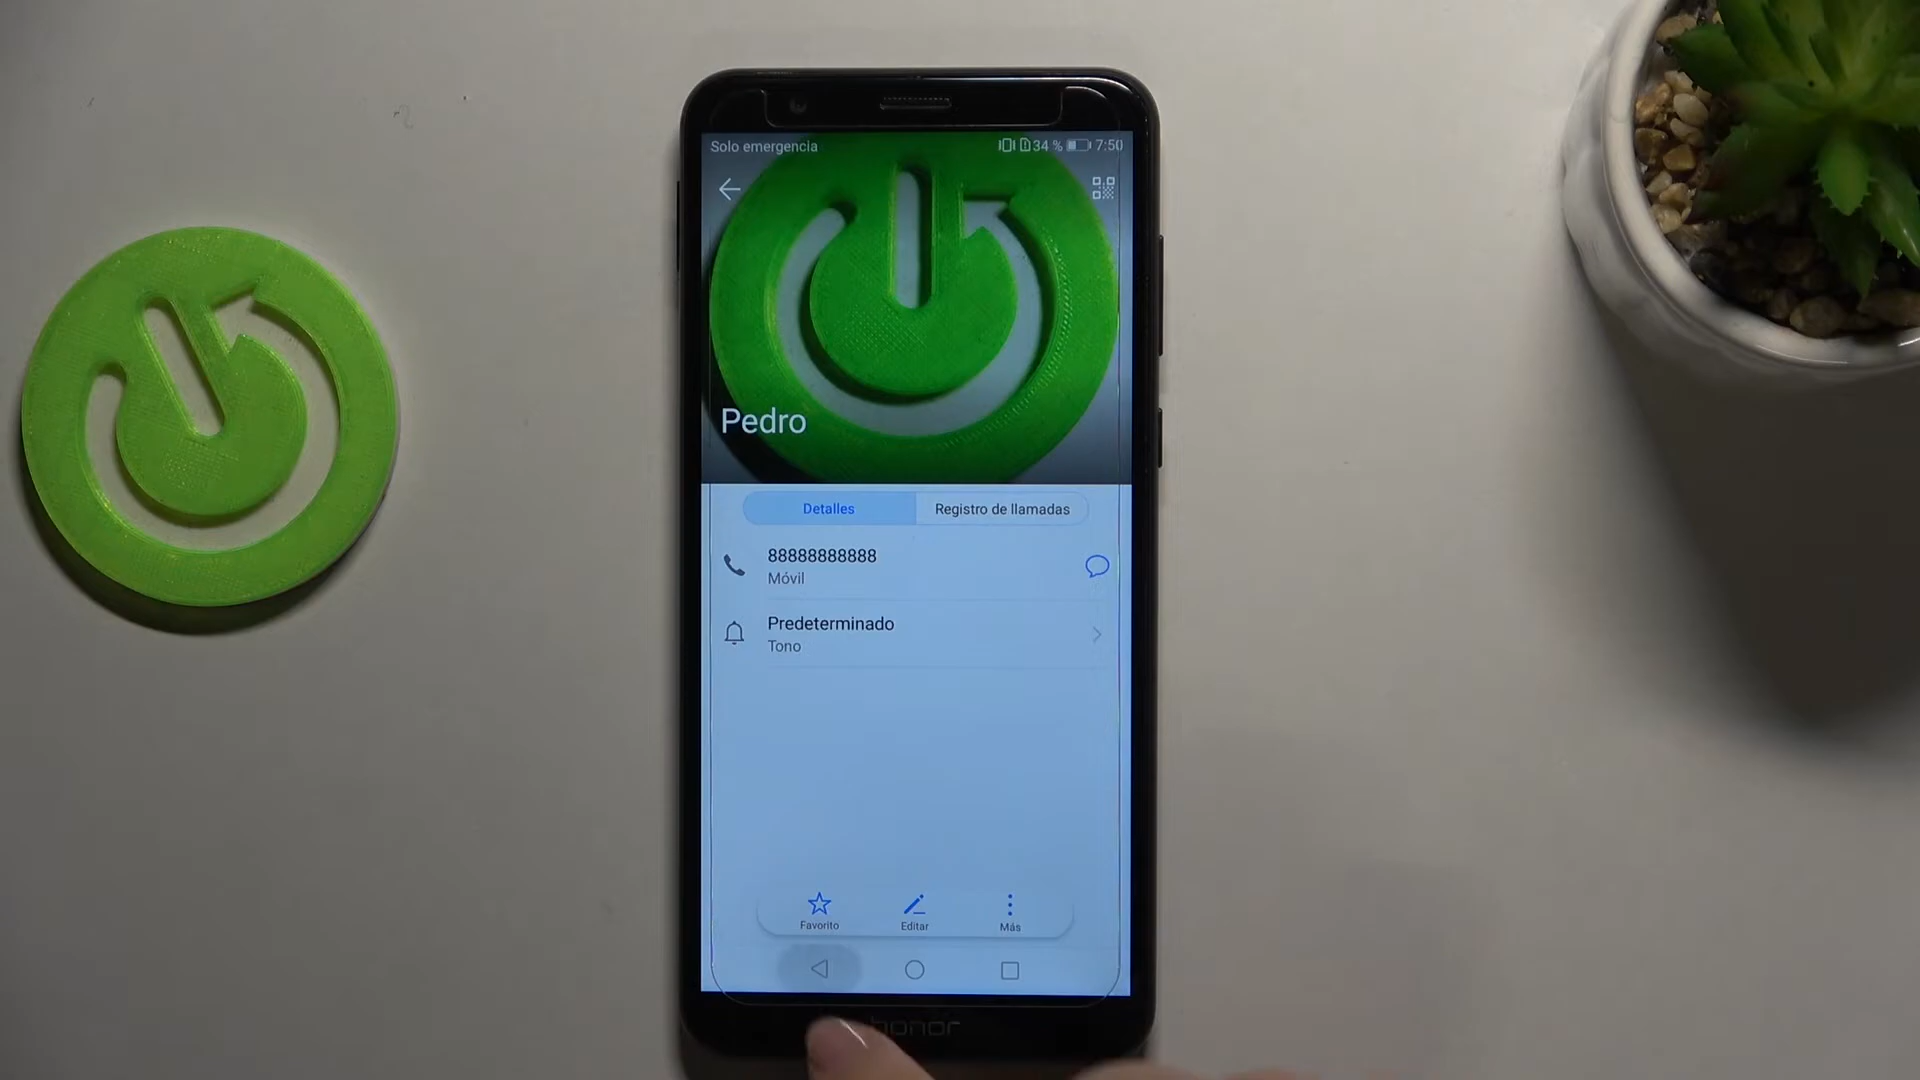 Solo emergencia
34 % 7:50
Pedro
Detalles
Registro de llamadas
88888888888
Móvil
Predeterminado
Tono
Favorito
Editar
Más
honor